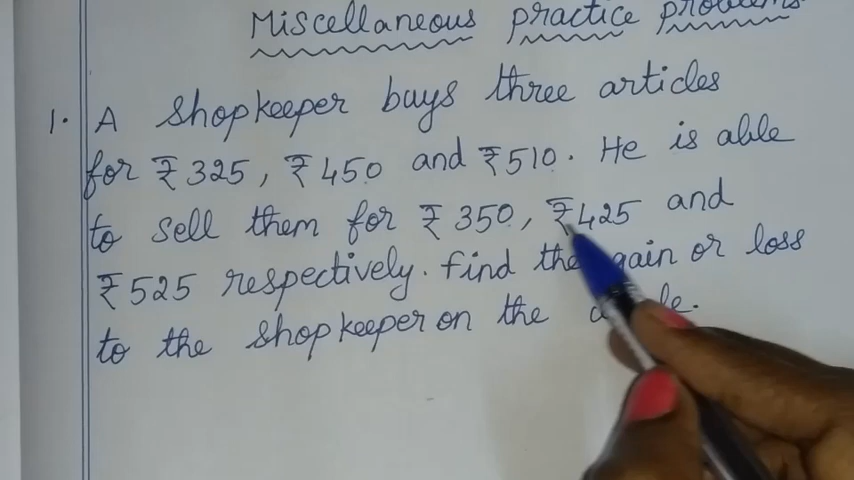 Miscellaneous practice problems
1. A shopkeeper buys three articles
for ₹325, ₹450 and ₹510. He is able
to sell them for ₹350, ₹425 and
₹525 respectively. find the gain or loss
to the shopkeeper on the